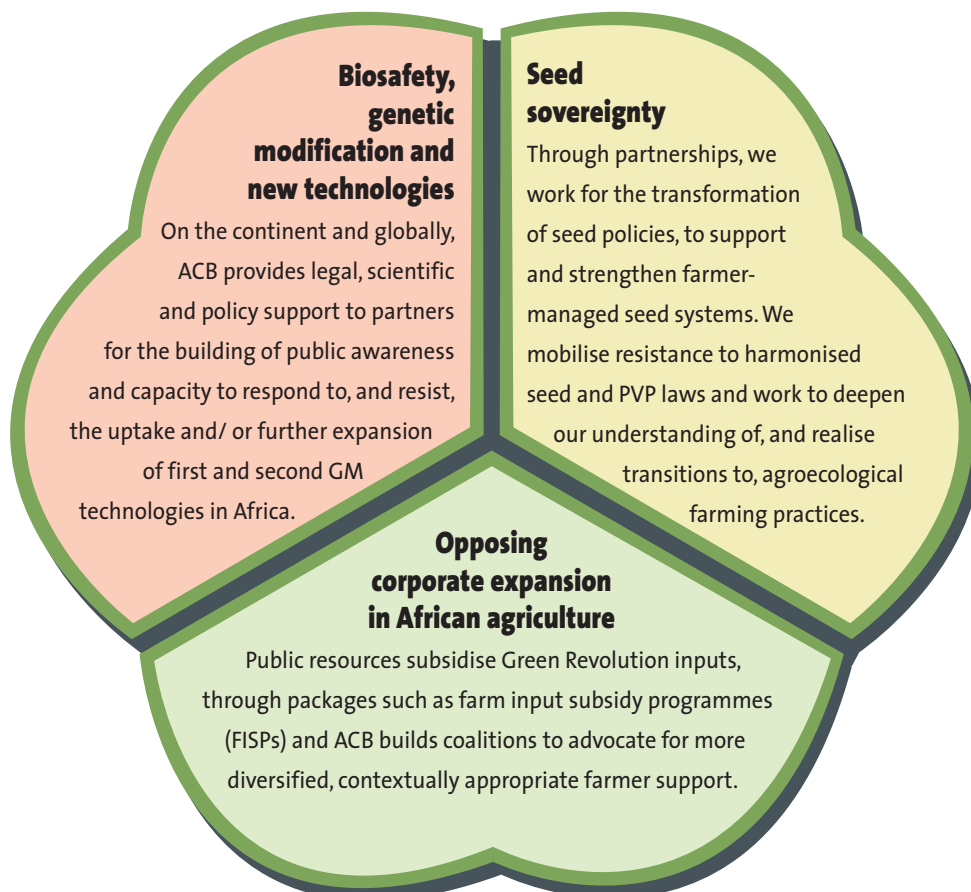 Biosafety,
genetic
modification and
new technologies
On the continent and globally,
ACB provides legal, scientific
and policy support to partners
for the building of public awareness
and capacity to respond to, and resist,
the uptake and/ or further expansion
of first and second GM
technologies in Africa.
Seed
sovereignty
Through partnerships, we
work for the transformation
of seed policies, to support
and strengthen farmer-
managed seed systems. We
mobilise resistance to harmonised
seed and PVP laws and work to deepen
our understanding of, and realise
transitions to, agroecological
farming practices.
Opposing
corporate expansion
in African agriculture
Public resources subsidise Green Revolution inputs,
through packages such as farm input subsidy programmes
(FISPs) and ACB builds coalitions to advocate for more
diversified, contextually appropriate farmer support.